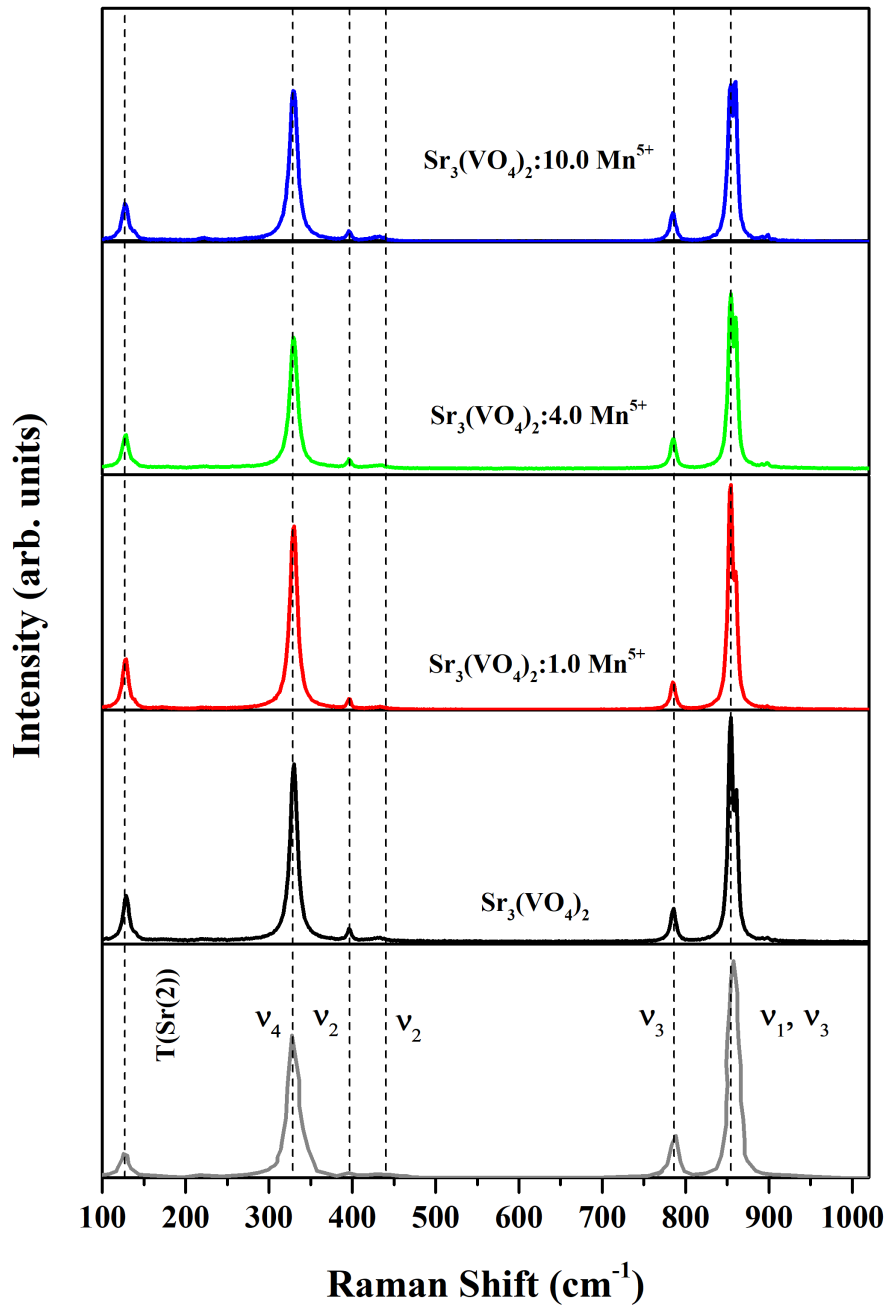 Sr₃(VO₄)₂:10.0 Mn⁵⁺
Sr₃(VO₄)₂:4.0 Mn⁵⁺
Sr₃(VO₄)₂:1.0 Mn⁵⁺
Sr₃(VO₄)₂
T(Sr(2))
ν₄
ν₂
ν₂
ν₃
ν₁, ν₃
Intensity (arb. units)
100 200 300 400 500 600 700 800 900 1000
Raman Shift (cm⁻¹)